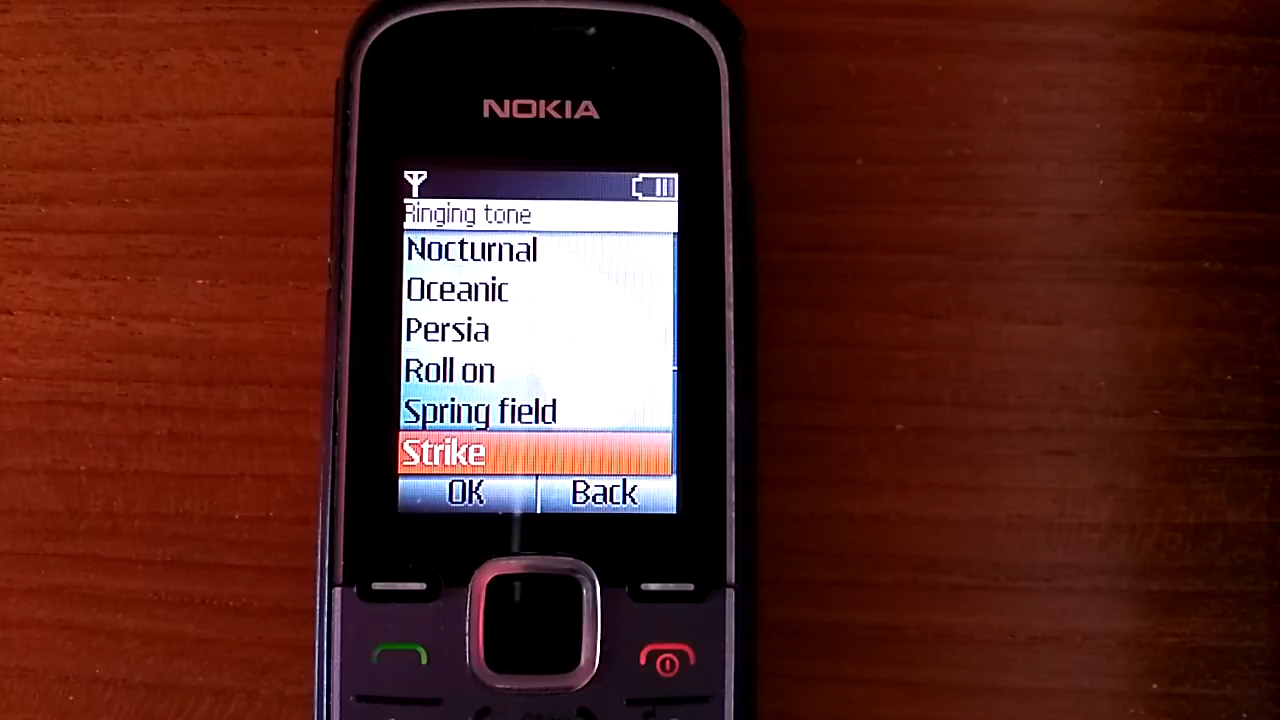 NOKIA
Ringing tone
Nocturnal
Oceanic
Persia
Roll on
Spring field
Strike
OK Back